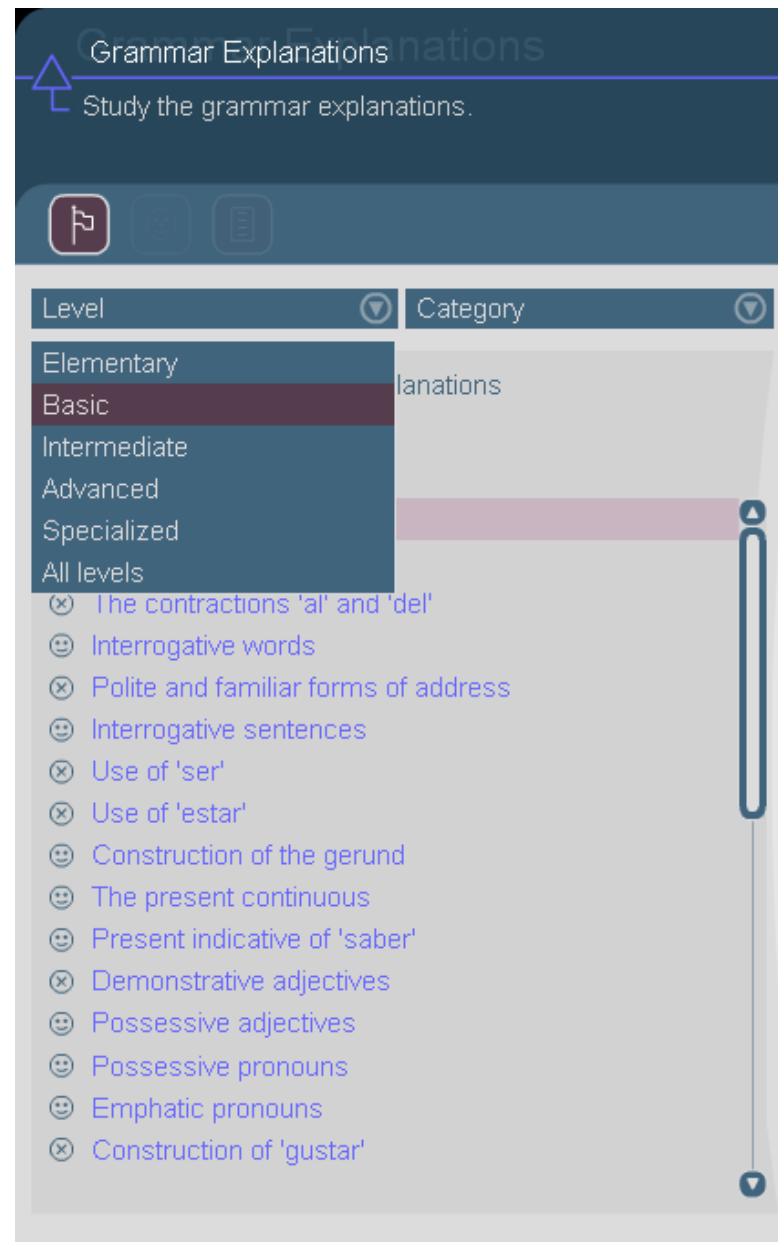 Grammar Explanations
Grammar Explanations
Study the grammar explanations.
Level
Category
Elementary
Basic
Intermediate
Advanced
Specialized
All levels
lanations
The contractions 'al' and 'del'
Interrogative words
Polite and familiar forms of address
Interrogative sentences
Use of 'ser'
Use of 'estar'
Construction of the gerund
The present continuous
Present indicative of 'saber'
Demonstrative adjectives
Possessive adjectives
Possessive pronouns
Emphatic pronouns
Construction of 'gustar'